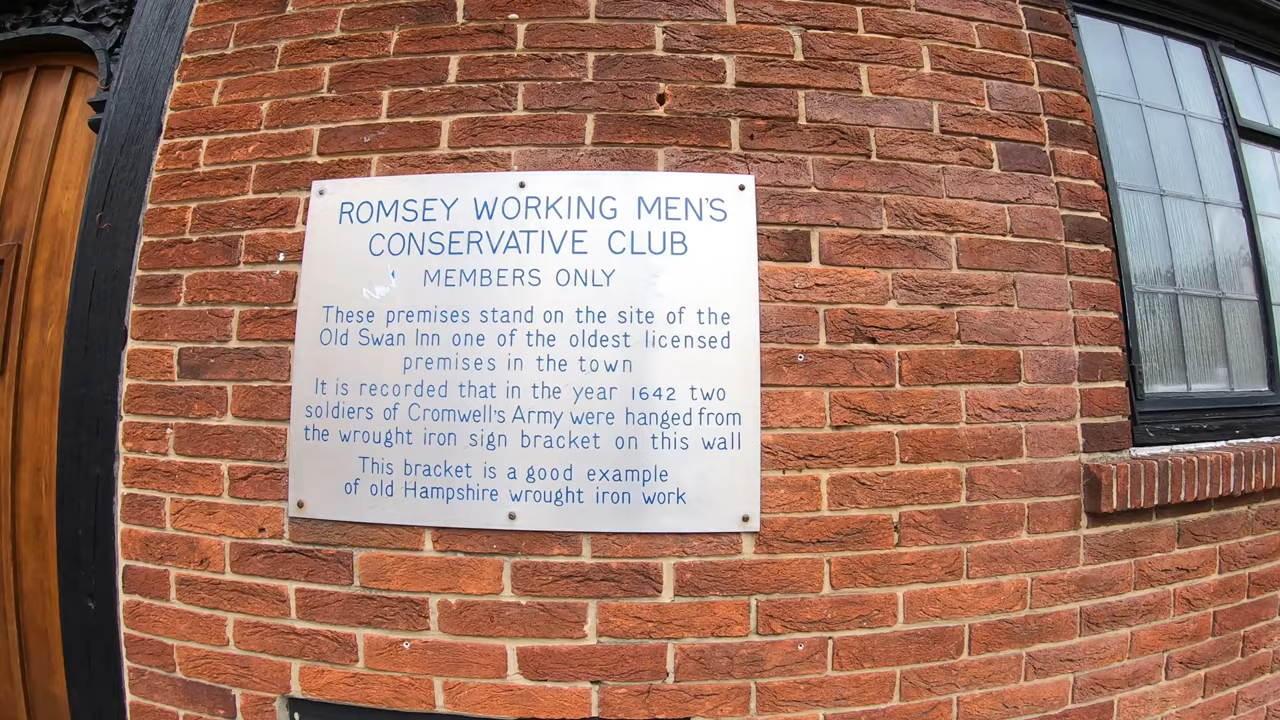 ROMSEY WORKING MEN'S
CONSERVATIVE CLUB
MEMBERS ONLY
These premises stand on the site of the
Old Swan Inn one of the oldest licensed
premises in the town
It is recorded that in the year 1642 two
soldiers of Cromwell's Army were hanged from
the wrought iron sign bracket on this wall
This bracket is a good example
of old Hampshire wrought iron work